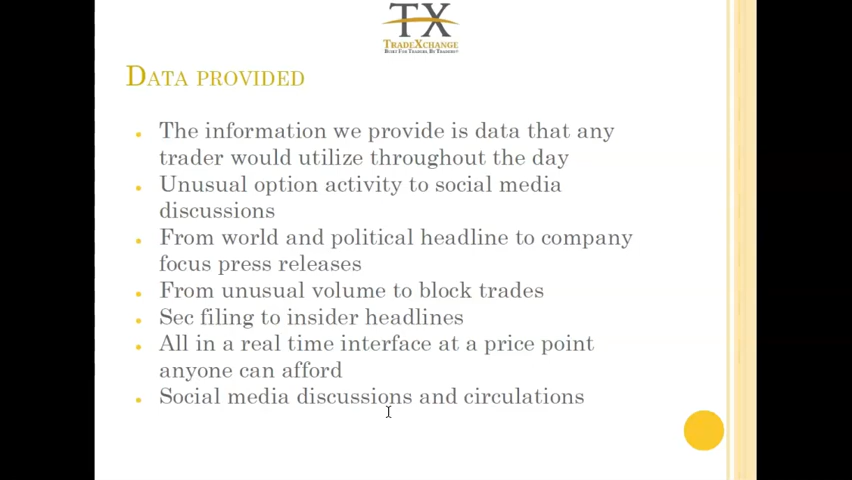 TX
TRADEXCHANGE
BUILT FOR TRADERS, BY TRADERS
DATA PROVIDED
The information we provide is data that any
trader would utilize throughout the day
Unusual option activity to social media
discussions
From world and political headline to company
focus press releases
From unusual volume to block trades
Sec filing to insider headlines
All in a real time interface at a price point
anyone can afford
Social media discussions and circulations